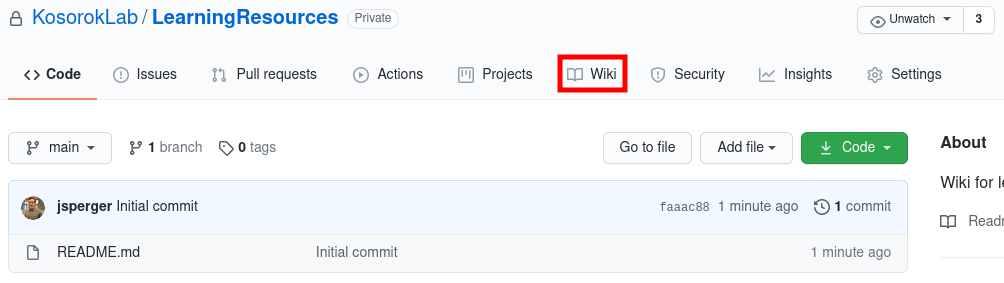 KosorokLab / LearningResources Private Unwatch 3
Code Issues Pull requests Actions Projects Wiki Security Insights Settings
main 1 branch 0 tags Go to file Add file Code About
Wiki for
jsperger Initial commit faaac88 1 minute ago 1 commit
README.md Initial commit 1 minute ago